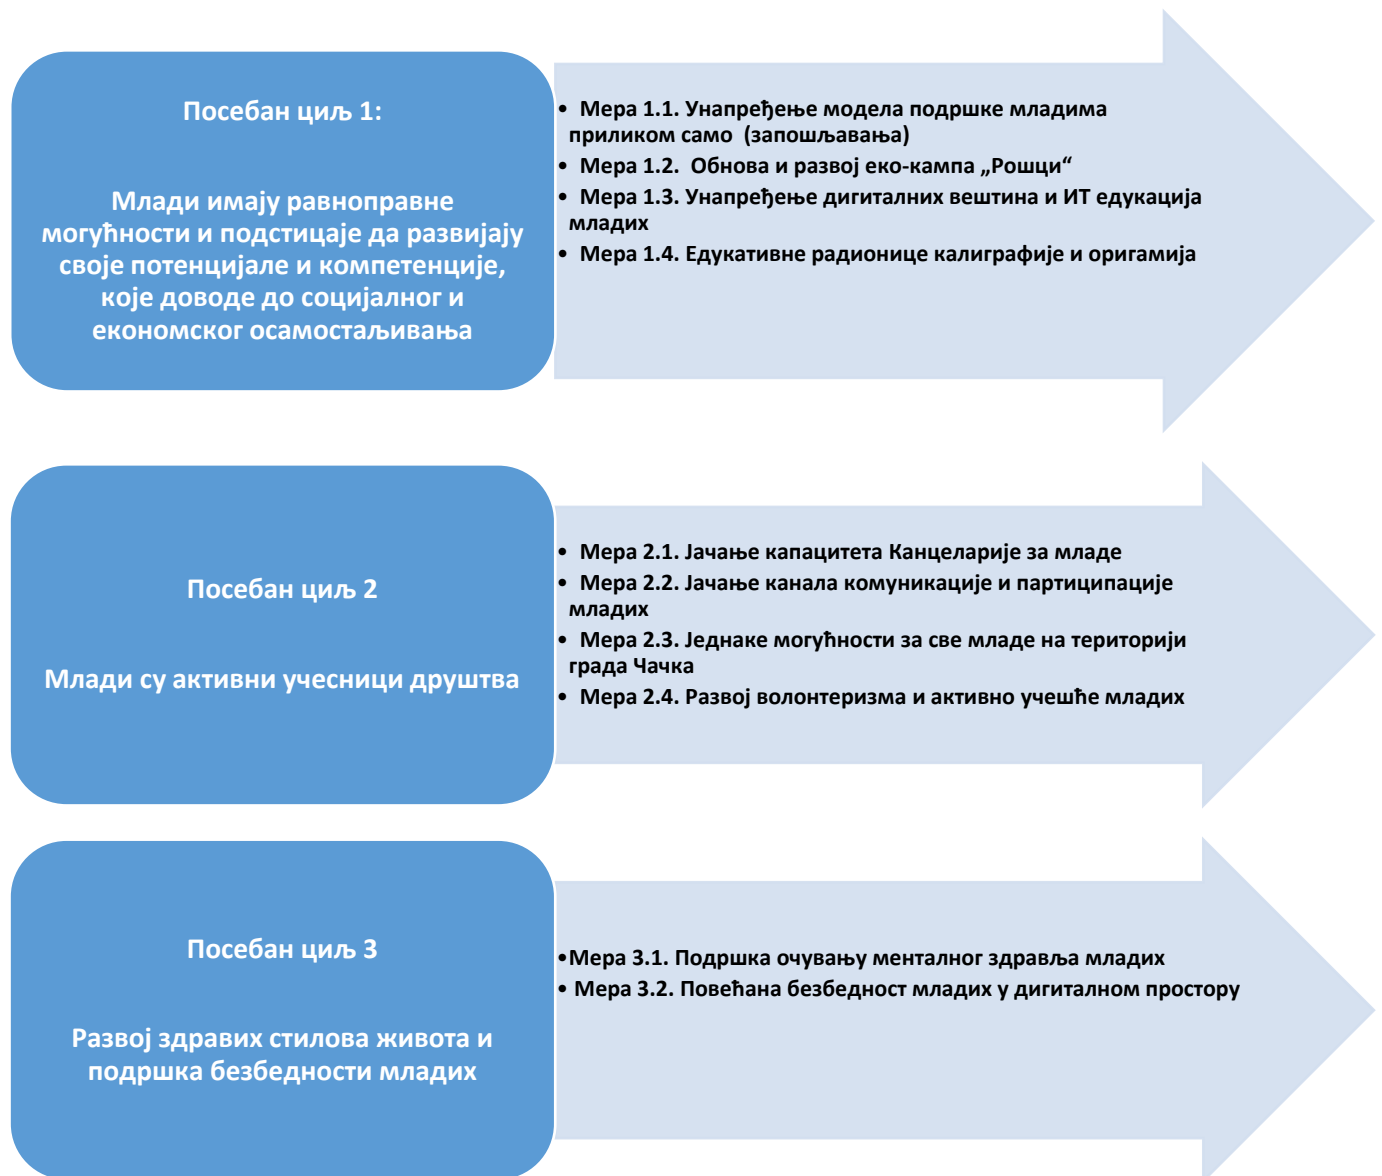 Посебан циљ 1:
Млади имају равноправне
могућности и подстицаје да развијају
своје потенцијале и компетенције,
које доводе до социјалног и
економског осамостаљивања
• Мера 1.1. Унапређење модела подршке младима
приликом само (запошљавања)
• Мера 1.2. Обнова и развој еко-кампа „Рошци“
• Мера 1.3. Унапређење дигиталних вештина и ИТ едукација
младих
• Мера 1.4. Едукативне радионице калиграфије и оригамија
Посебан циљ 2
Млади су активни учесници друштва
• Мера 2.1. Јачање капацитета Канцеларије за младе
• Мера 2.2. Јачање канала комуникације и партиципације
младих
• Мера 2.3. Једнаке могућности за све младе на територији
града Чачка
• Мера 2.4. Развој волонтеризма и активно учешће младих
Посебан циљ 3
Развој здравих стилова живота и
подршка безбедности младих
•Мера 3.1. Подршка очувању менталног здравља младих
• Мера 3.2. Повећана безбедност младих у дигиталном простору